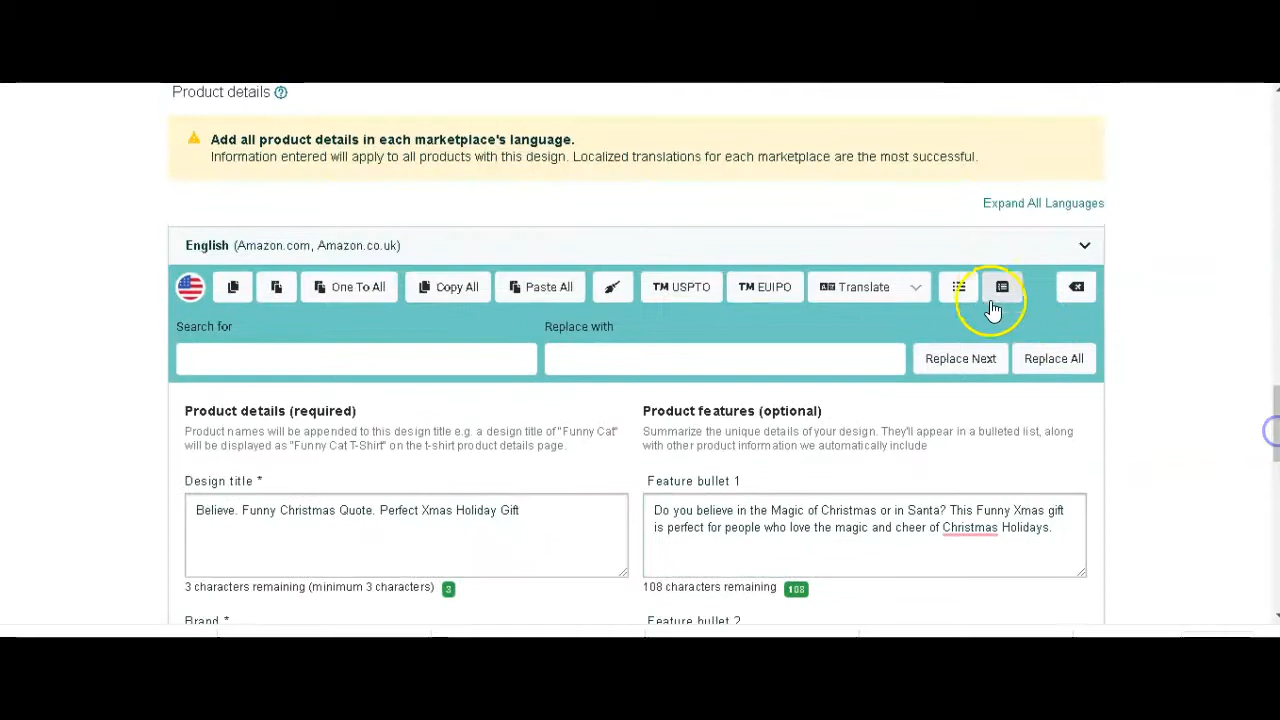 Product details
Add all product details in each marketplace's language.
Information entered will apply to all products with this design. Localized translations for each marketplace are the most successful.
Expand All Languages
English (Amazon.com, Amazon.co.uk)
One To All Copy All Paste All TM USPTO TM EUIPO Translate
Search for Replace with
Replace Next Replace All
Product details (required)
Product names will be appended to this design title e.g. a design title of "Funny Cat"
will be displayed as "Funny Cat T-Shirt" on the t-shirt product details page.
Product features (optional)
Summarize the unique details of your design. They'll appear in a bulleted list, along
with other product information we automatically include
Design title *
Believe. Funny Christmas Quote. Perfect Xmas Holiday Gift
3 characters remaining (minimum 3 characters) 3
Feature bullet 1
Do you believe in the Magic of Christmas or in Santa? This Funny Xmas gift
is perfect for people who love the magic and cheer of Christmas Holidays.
108 characters remaining 108
Brand *
Feature bullet 2